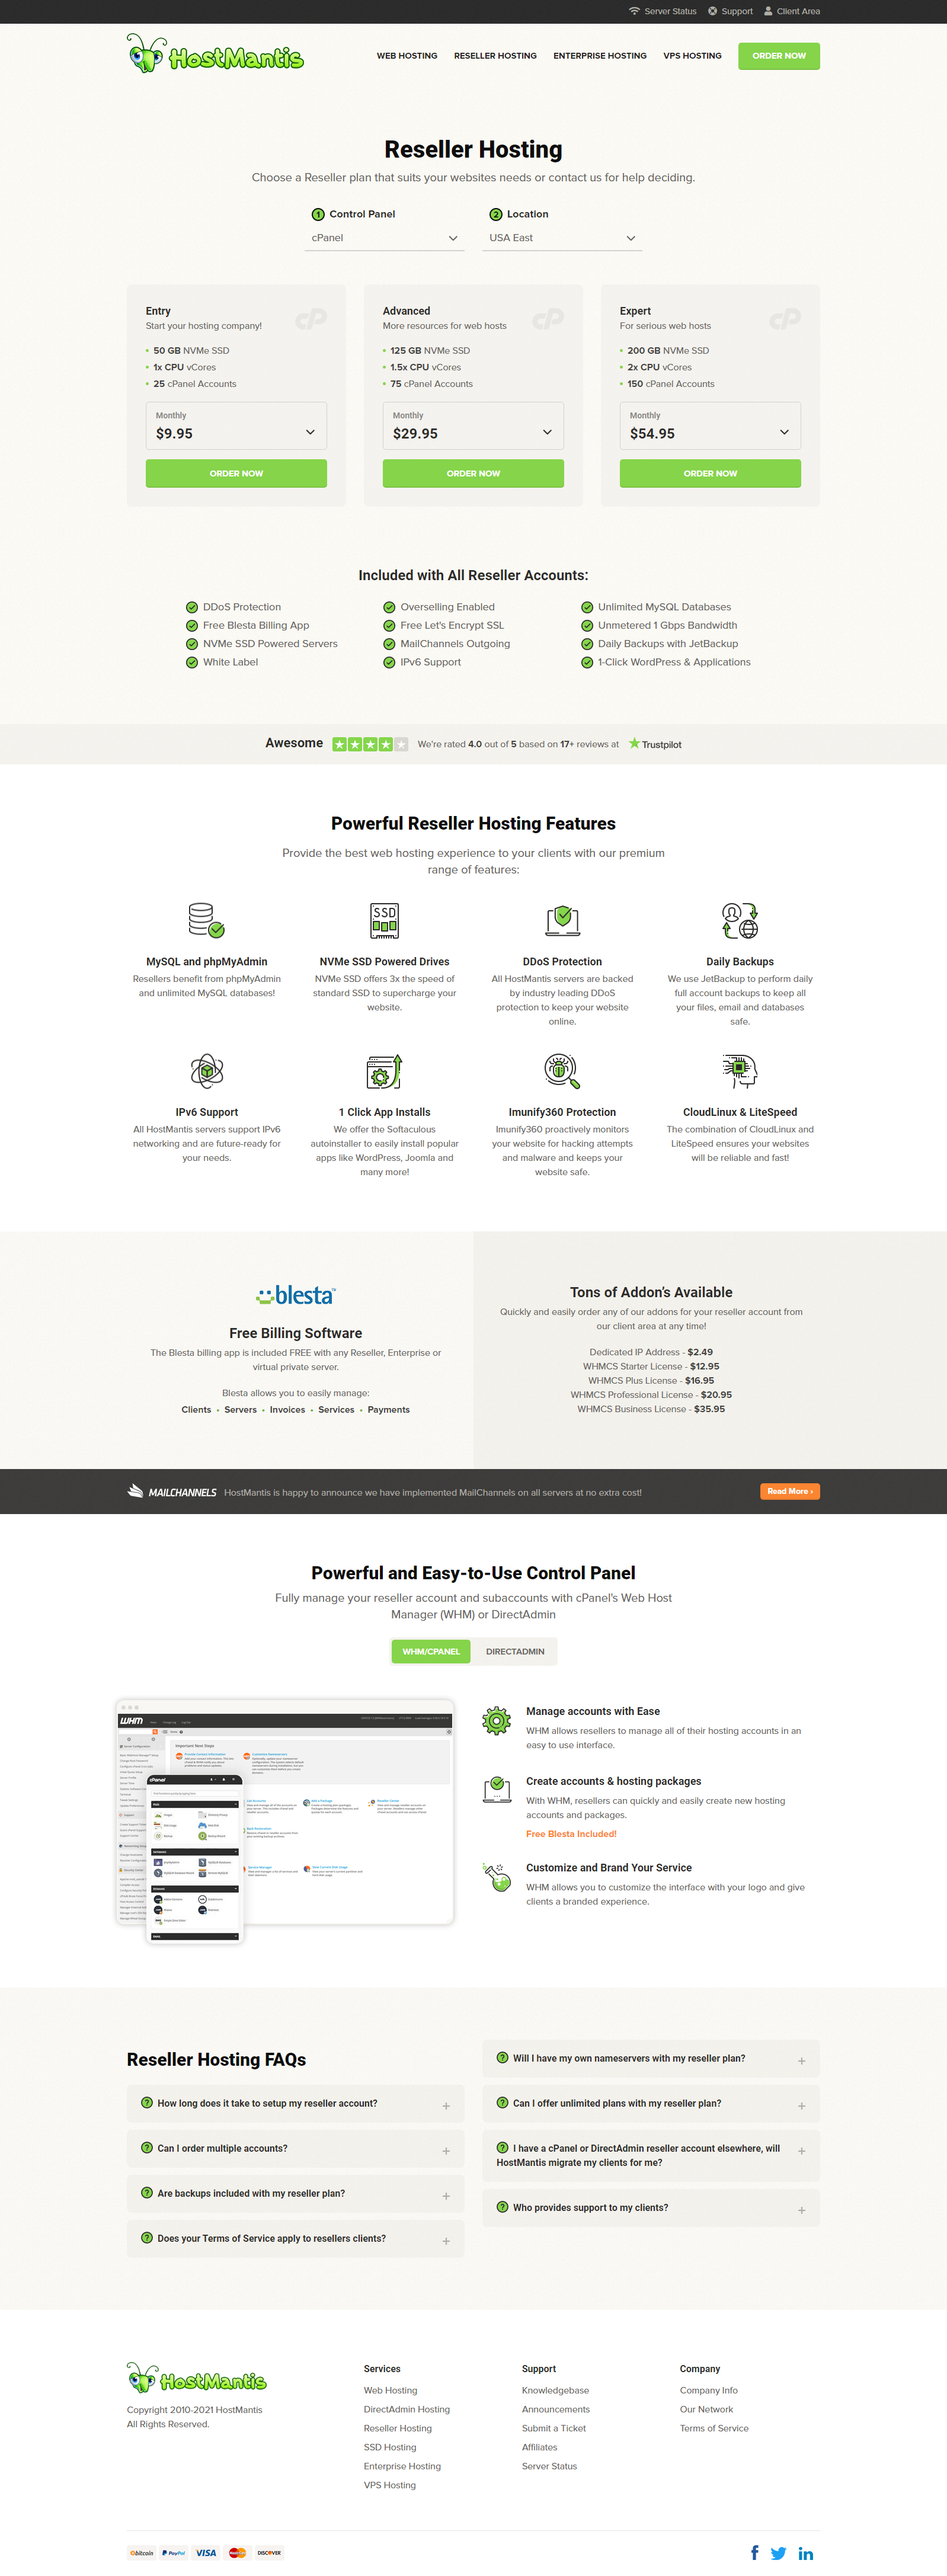 Server Status Support Client Area
HostMantis
WEB HOSTING RESELLER HOSTING ENTERPRISE HOSTING VPS HOSTING ORDER NOW
Reseller Hosting
Choose a Reseller plan that suits your websites needs or contact us for help deciding.
1 Control Panel
cPanel
2 Location
USA East
Entry
Start your hosting company!
cP
50 GB NVMe SSD
1x CPU vCores
25 cPanel Accounts
Monthly
$9.95
ORDER NOW
Advanced
More resources for web hosts
cP
125 GB NVMe SSD
1.5x CPU vCores
75 cPanel Accounts
Monthly
$29.95
ORDER NOW
Expert
For serious web hosts
cP
200 GB NVMe SSD
2x CPU vCores
150 cPanel Accounts
Monthly
$54.95
ORDER NOW
Included with All Reseller Accounts:
DDoS Protection
Free Blesta Billing App
NVMe SSD Powered Servers
White Label
Overselling Enabled
Free Let's Encrypt SSL
MailChannels Outgoing
IPv6 Support
Unlimited MySQL Databases
Unmetered 1 Gbps Bandwidth
Daily Backups with JetBackup
1-Click WordPress & Applications
Awesome We're rated 4.0 out of 5 based on 17+ reviews at Trustpilot
Powerful Reseller Hosting Features
Provide the best web hosting experience to your clients with our premium
range of features:
MySQL and phpMyAdmin
Resellers benefit from phpMyAdmin
and unlimited MySQL databases!
SSD
NVMe SSD Powered Drives
NVMe SSD offers 3x the speed of
standard SSD to supercharge your
website.
DDoS Protection
All HostMantis servers are backed
by industry leading DDoS
protection to keep your website
online.
Daily Backups
We use JetBackup to perform daily
full account backups to keep all
your files, email and databases
safe.
IPv6 Support
All HostMantis servers support IPv6
networking and are future-ready for
your needs.
1 Click App Installs
We offer the Softaculous
autoinstaller to easily install popular
apps like WordPress, Joomla and
many more!
Imunify360 Protection
Imunify360 proactively monitors
your website for hacking attempts
and malware and keeps your
website safe.
CloudLinux & LiteSpeed
The combination of CloudLinux and
LiteSpeed ensures your websites
will be reliable and fast!
blesta
Free Billing Software
The Blesta billing app is included FREE with any Reseller, Enterprise or
virtual private server.
Blesta allows you to easily manage:
Clients • Servers • Invoices • Services • Payments
Tons of Addon's Available
Quickly and easily order any of our addons for your reseller account from
our client area at any time!
Dedicated IP Address - $2.49
WHMCS Starter License - $12.95
WHMCS Plus License - $16.95
WHMCS Professional License - $20.95
WHMCS Business License - $35.95
MAILCHANNELS HostMantis is happy to announce we have implemented MailChannels on all servers at no extra cost! Read More ›
Powerful and Easy-to-Use Control Panel
Fully manage your reseller account and subaccounts with cPanel's Web Host
Manager (WHM) or DirectAdmin
WHM/CPANEL DIRECTADMIN
WHM
Important Next Steps
cPanel
Manage accounts with Ease
WHM allows resellers to manage all of their hosting accounts in an
easy to use interface.
Create accounts & hosting packages
With WHM, resellers can quickly and easily create new hosting
accounts and packages.
Free Blesta Included!
Customize and Brand Your Service
WHM allows you to customize the interface with your logo and give
clients a branded experience.
Reseller Hosting FAQs
? How long does it take to setup my reseller account? +
? Can I order multiple accounts? +
? Are backups included with my reseller plan? +
? Does your Terms of Service apply to resellers clients? +
? Will I have my own nameservers with my reseller plan? +
? Can I offer unlimited plans with my reseller plan? +
? I have a cPanel or DirectAdmin reseller account elsewhere, will
HostMantis migrate my clients for me? +
? Who provides support to my clients? +
HostMantis
Copyright 2010-2021 HostMantis
All Rights Reserved.
Services
Web Hosting
DirectAdmin Hosting
Reseller Hosting
SSD Hosting
Enterprise Hosting
VPS Hosting
Support
Knowledgebase
Announcements
Submit a Ticket
Affiliates
Server Status
Company
Company Info
Our Network
Terms of Service
bitcoin PayPal VISA DISCOVER
f in